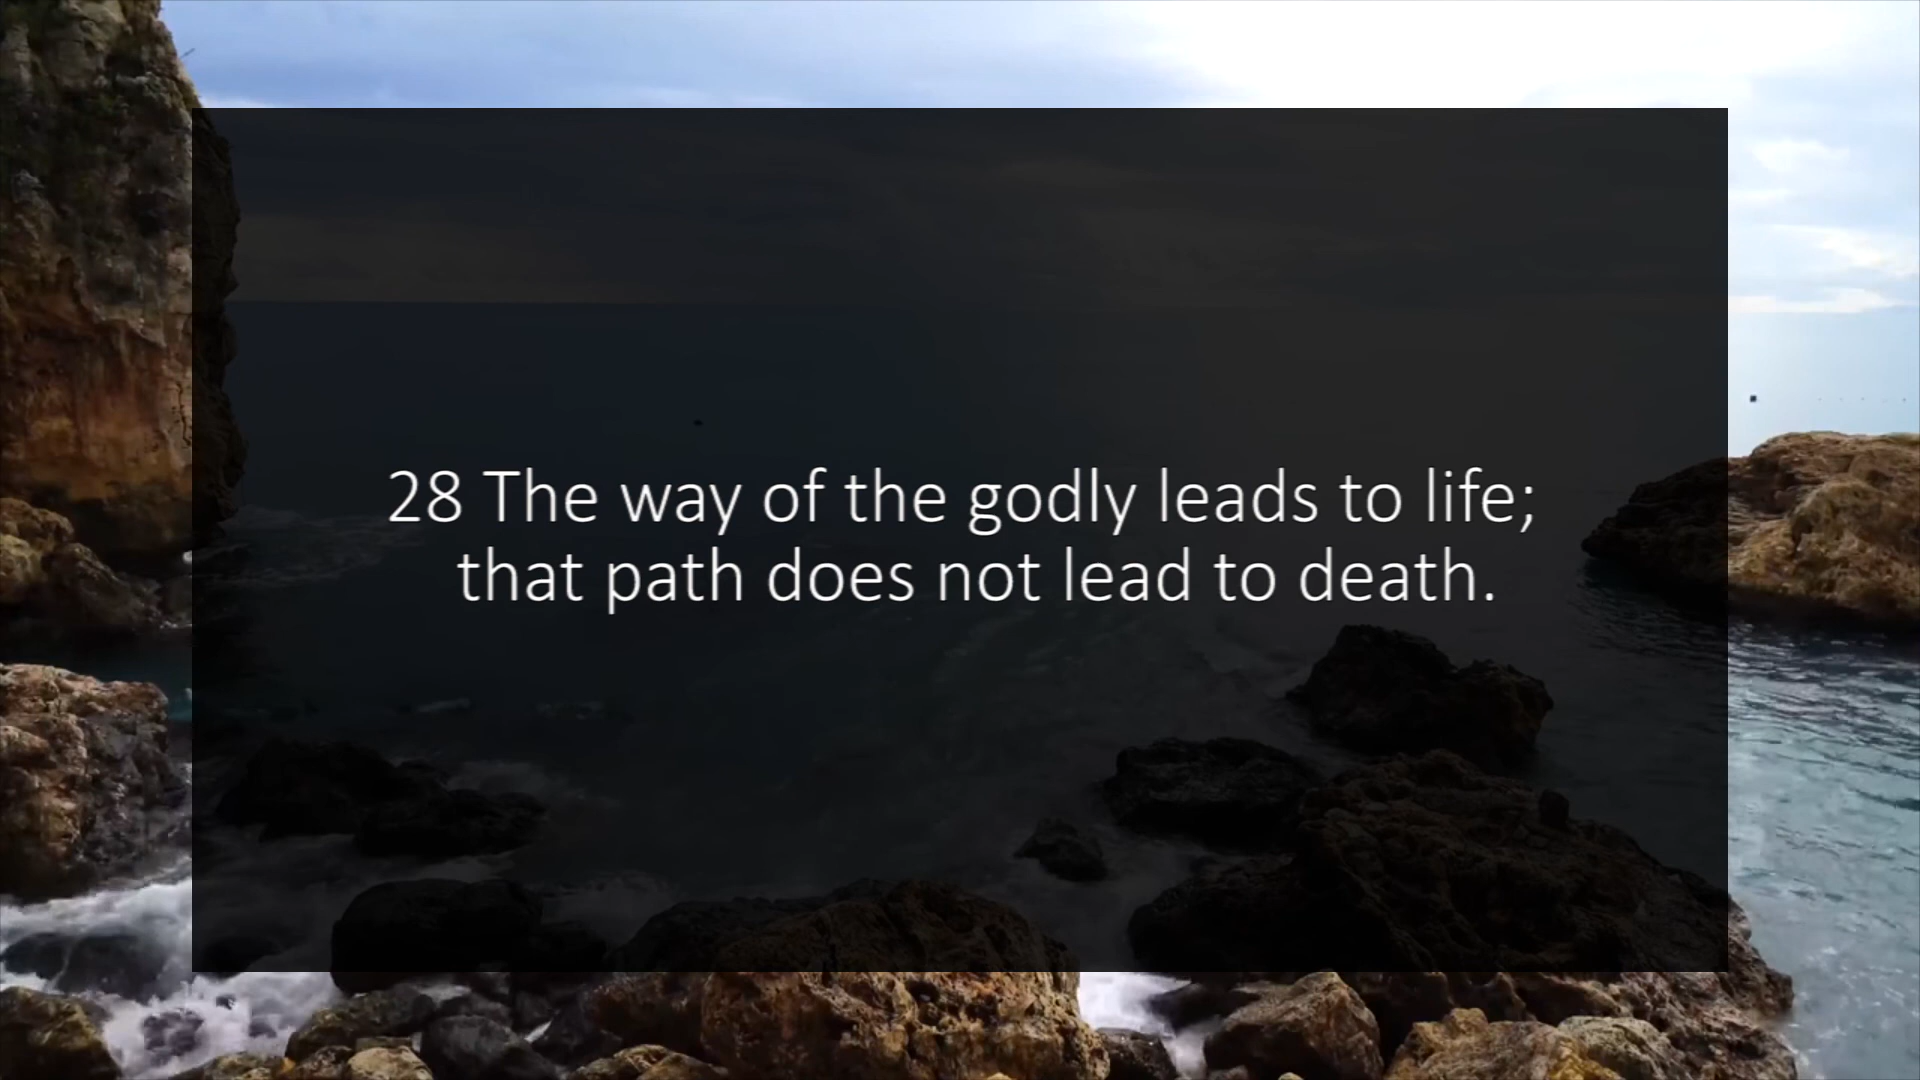 28 The way of the godly leads to life;
that path does not lead to death.